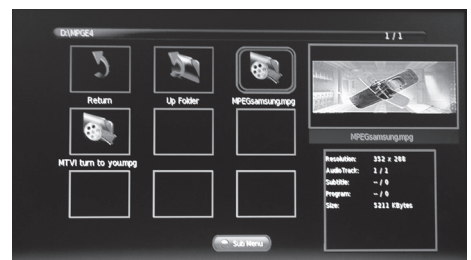 D:\MPGE4
1 / 1
Return
Up Folder
MPEGsamsung.mpg
MTV1 turn to you.mpg
MPEGsamsung.mpg
Resolution: 352 x 288
AudioTrack: 1 / 1
Subtitle: -- / 0
Program: -- / 0
Size: 5211 KBytes
Sub Menu